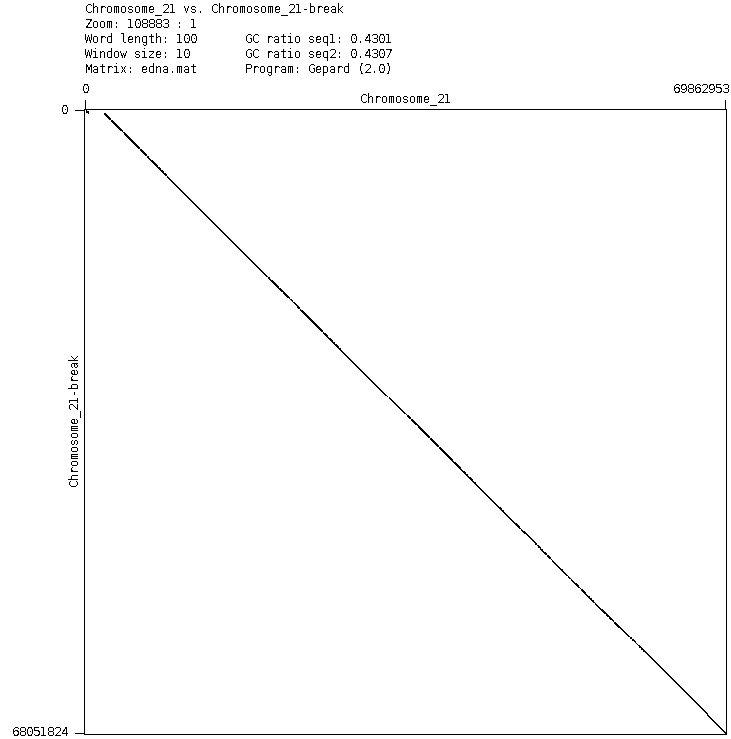 Chromosome_21 vs. Chromosome_21-break
Zoom: 108883 : 1
Word length: 100 GC ratio seq1: 0.4301
Window size: 10 GC ratio seq2: 0.4307
Matrix: edna.mat Program: Gepard (2.0)
0 69862953
Chromosome_21
0
Chromosome_21-break
68051824